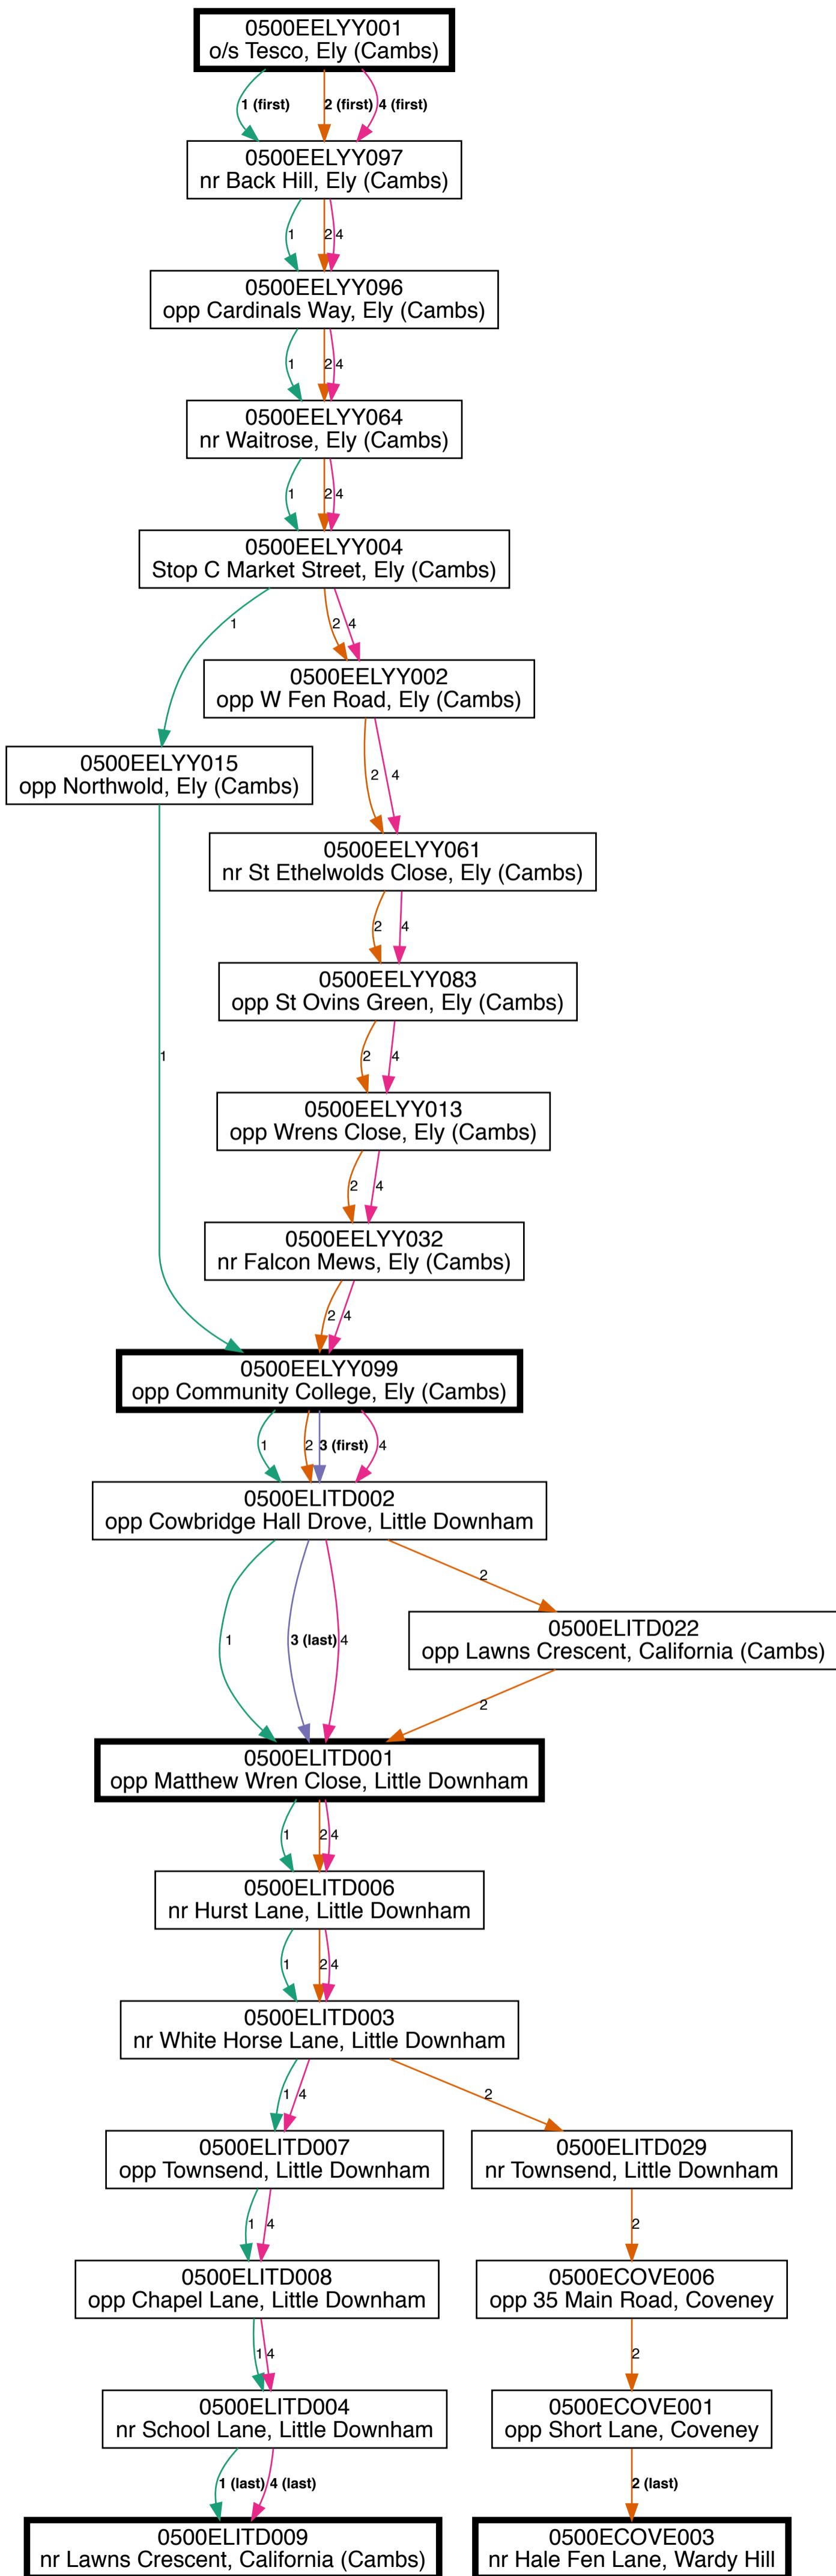 0500EELYY001
o/s Tesco, Ely (Cambs)
1 (first) 2 (first) 4 (first)
0500EELYY097
nr Back Hill, Ely (Cambs)
1 2 4
0500EELYY096
opp Cardinals Way, Ely (Cambs)
1 2 4
0500EELYY064
nr Waitrose, Ely (Cambs)
1 2 4
0500EELYY004
Stop C Market Street, Ely (Cambs)
1 2 4
0500EELYY002
opp W Fen Road, Ely (Cambs)
0500EELYY015
opp Northwold, Ely (Cambs)
2 4
0500EELYY061
nr St Ethelwolds Close, Ely (Cambs)
2 4
0500EELYY083
opp St Ovins Green, Ely (Cambs)
1 2 4
0500EELYY013
opp Wrens Close, Ely (Cambs)
2 4
0500EELYY032
nr Falcon Mews, Ely (Cambs)
2 4
0500EELYY099
opp Community College, Ely (Cambs)
1 2 3 (first) 4
0500ELITD002
opp Cowbridge Hall Drove, Little Downham
2
0500ELITD022
opp Lawns Crescent, California (Cambs)
1 3 (last) 4
2
0500ELITD001
opp Matthew Wren Close, Little Downham
1 2 4
0500ELITD006
nr Hurst Lane, Little Downham
1 2 4
0500ELITD003
nr White Horse Lane, Little Downham
1 4 2
0500ELITD007
opp Townsend, Little Downham
0500ELITD029
nr Townsend, Little Downham
1 4 2
0500ELITD008
opp Chapel Lane, Little Downham
0500ECOVE006
opp 35 Main Road, Coveney
1 4 2
0500ELITD004
nr School Lane, Little Downham
0500ECOVE001
opp Short Lane, Coveney
1 (last) 4 (last) 2 (last)
0500ELITD009
nr Lawns Crescent, California (Cambs)
0500ECOVE003
nr Hale Fen Lane, Wardy Hill